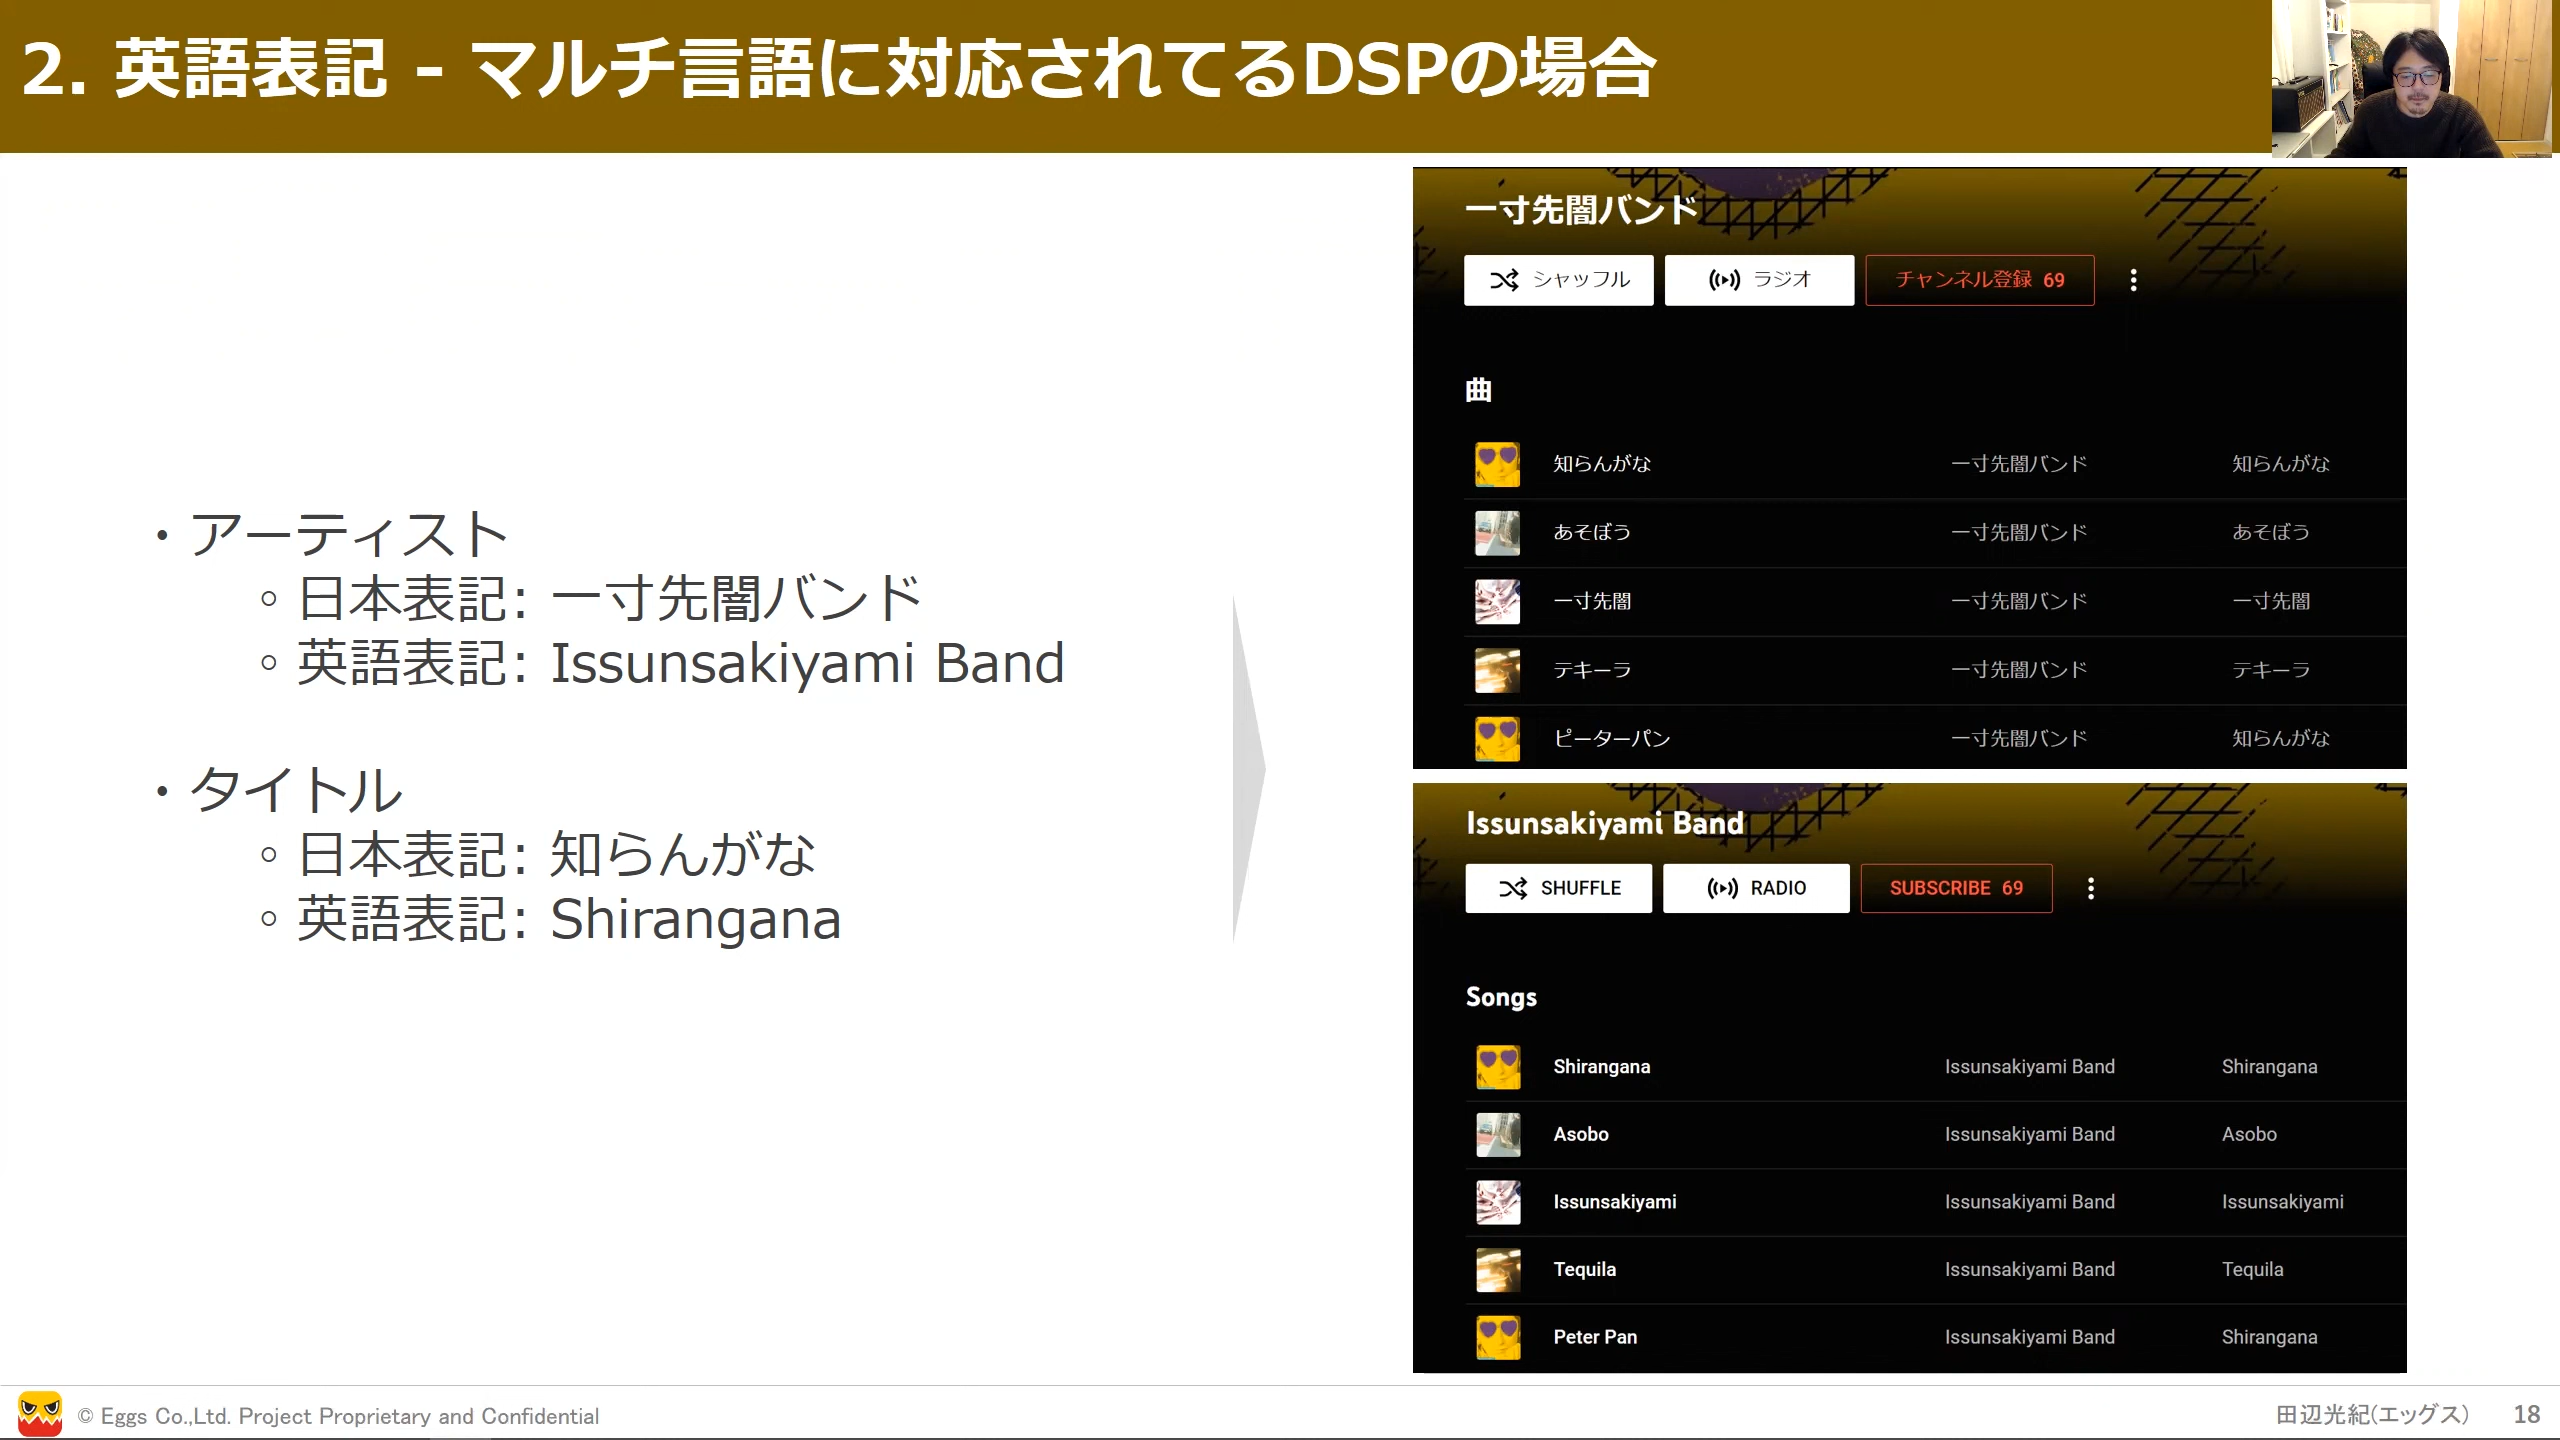 2. 英語表記 - マルチ言語に対応されてるDSPの場合
・アーティスト
◦ 日本表記: 一寸先闇バンド
◦ 英語表記: Issunsakiyami Band
・タイトル
◦ 日本表記: 知らんがな
◦ 英語表記: Shirangana
一寸先闇バンド
シャッフル ラジオ チャンネル登録 69
曲
知らんがな 一寸先闇バンド 知らんがな
あそぼう 一寸先闇バンド あそぼう
一寸先闇 一寸先闇バンド 一寸先闇
テキーラ 一寸先闇バンド テキーラ
ピーターパン 一寸先闇バンド 知らんがな
Issunsakiyami Band
SHUFFLE RADIO SUBSCRIBE 69
Songs
Shirangana Issunsakiyami Band Shirangana
Asobo Issunsakiyami Band Asobo
Issunsakiyami Issunsakiyami Band Issunsakiyami
Tequila Issunsakiyami Band Tequila
Peter Pan Issunsakiyami Band Shirangana
© Eggs Co.,Ltd. Project Proprietary and Confidential
田辺光紀(エッグス) 18